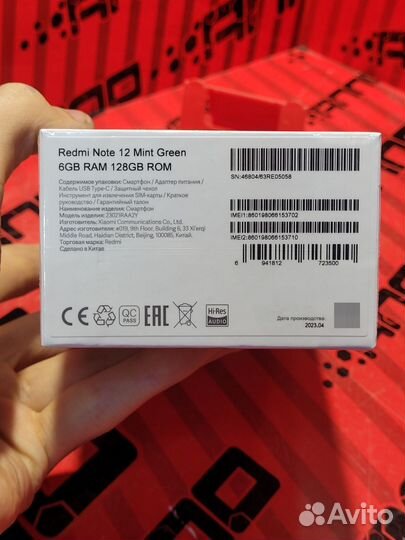 Redmi Note 12 Mint Green
6GB RAM 128GB ROM
Содержимое упаковки: Смартфон / Адаптер питания /
Кабель USB Type-C / Защитный чехол
Инструмент для извлечения SIM-карты / Краткое
руководство / Гарантийный талон
Наименование изделия: Смартфон
Модель изделия: 23021RAA2Y
Изготовитель: Xiaomi Communications Co., Ltd.
Адрес изготовителя: #019, 9th Floor, Building 6, 33 Xi'erqi
Middle Road, Haidian District, Beijing, 100085, Китай.
Торговая марка: Redmi
Сделано в Китае
SN:46804/63RE05058
IMEI1:860198066153702
IMEI2:860198066153710
6 941812 723500
CE
QC
PASS
EAC
Hi-Res
AUDIO
Дата производства:
2023.04
Avito